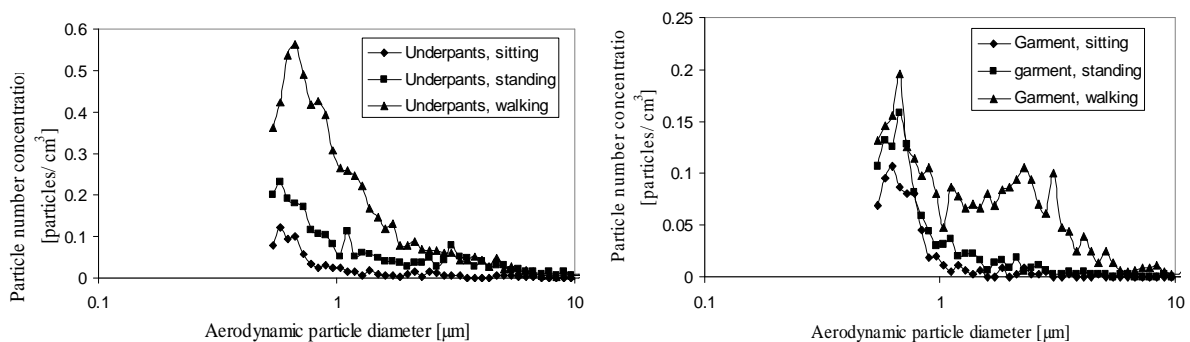 Particle number concentratio
[particles/ cm³]
0.6
0.5
0.4
0.3
0.2
0.1
0
0.1
1
10
Underpants, sitting
Underpants, standing
Underpants, walking
Aerodynamic particle diameter [μm]
Particle number concentratio
[particles/ cm³]
0.25
0.2
0.15
0.1
0.05
0
0.1
1
10
Garment, sitting
garment, standing
Garment, walking
Aerodynamic particle diameter [μm]